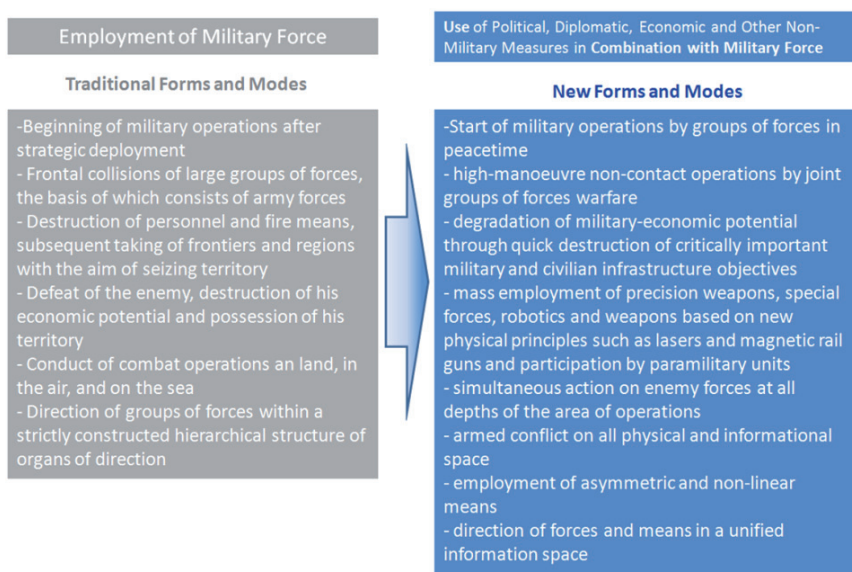 Employment of Military Force
Traditional Forms and Modes
-Beginning of military operations after
strategic deployment
- Frontal collisions of large groups of forces,
the basis of which consists of army forces
- Destruction of personnel and fire means,
subsequent taking of frontiers and regions
with the aim of seizing territory
- Defeat of the enemy, destruction of his
economic potential and possession of his
territory
- Conduct of combat operations an land, in
the air, and on the sea
- Direction of groups of forces within a
strictly constructed hierarchical structure of
organs of direction
Use of Political, Diplomatic, Economic and Other Non-
Military Measures in Combination with Military Force
New Forms and Modes
-Start of military operations by groups of forces in
peacetime
- high-manoeuvre non-contact operations by joint
groups of forces warfare
- degradation of military-economic potential
through quick destruction of critically important
military and civilian infrastructure objectives
- mass employment of precision weapons, special
forces, robotics and weapons based on new
physical principles such as lasers and magnetic rail
guns and participation by paramilitary units
- simultaneous action on enemy forces at all
depths of the area of operations
- armed conflict on all physical and informational
space
- employment of asymmetric and non-linear
means
- direction of forces and means in a unified
information space